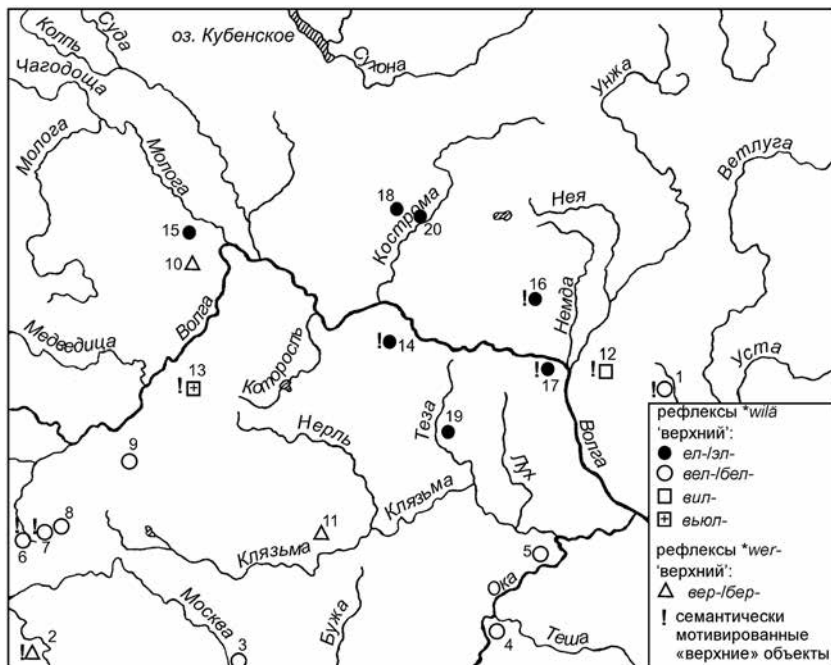 Колпь
Суда
оз. Кубенское
Сухона
Чагодоща
Унжа
Молога
Молога
Ветлуга
18
Нея
Кострома
20
15
10
16
Немда
Медведица
Волга
Которосль
14
12
!
Уста
13
!
17
!
1
!
Нерль
Теза
19
Лух
Волга
9
Клязьма
6
7
8
!
!
11
Клязьма
5
Ока
Москва
Бужа
2
!
3
4
Теша
рефлексы *wilä
‘верхний’:
ел-/эл-
вел-/бел-
вил-
вьюл-
рефлексы *wer-
‘верхний’:
вер-/бер-
! семантически
мотивированные
«верхние» объекты